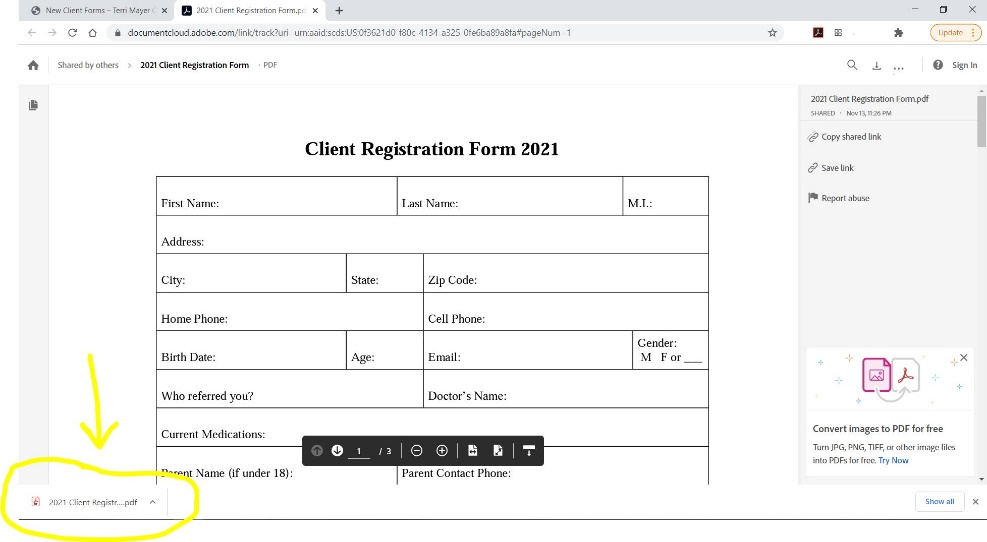 New Client Forms – Terri Mayer
2021 Client Registration Form.pd
documentcloud.adobe.com/link/track?uri=urn:aaid:scds:US:0f3621d0-f80c-4134-a325-0fe6ba89a8fa#pageNum=1
Update
Shared by others > 2021 Client Registration Form · PDF
Sign In
2021 Client Registration Form.pdf
SHARED · Nov 13, 11:26 PM
Copy shared link
Save link
Report abuse
Client Registration Form 2021
First Name: Last Name: M.I.:
Address:
City: State: Zip Code:
Home Phone: Cell Phone:
Gender:
Birth Date: Age: Email: M F or ___
Who referred you? Doctor's Name:
Current Medications:
1 / 3
Parent Name (if under 18): Parent Contact Phone:
Convert images to PDF for free
Turn JPG, PNG, TIFF, or other image files
into PDFs for free. Try Now
2021 Client Registr....pdf
Show all